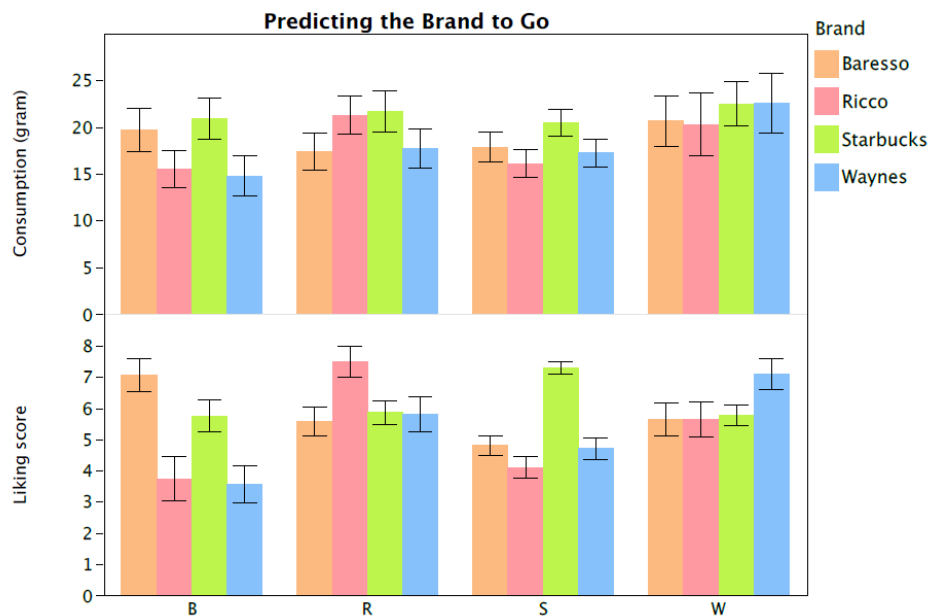 Predicting the Brand to Go
Brand
Baresso
Ricco
Starbucks
Waynes
Consumption (gram)
25
20
15
10
5
0
Liking score
8
7
6
5
4
3
2
1
0
B R S W